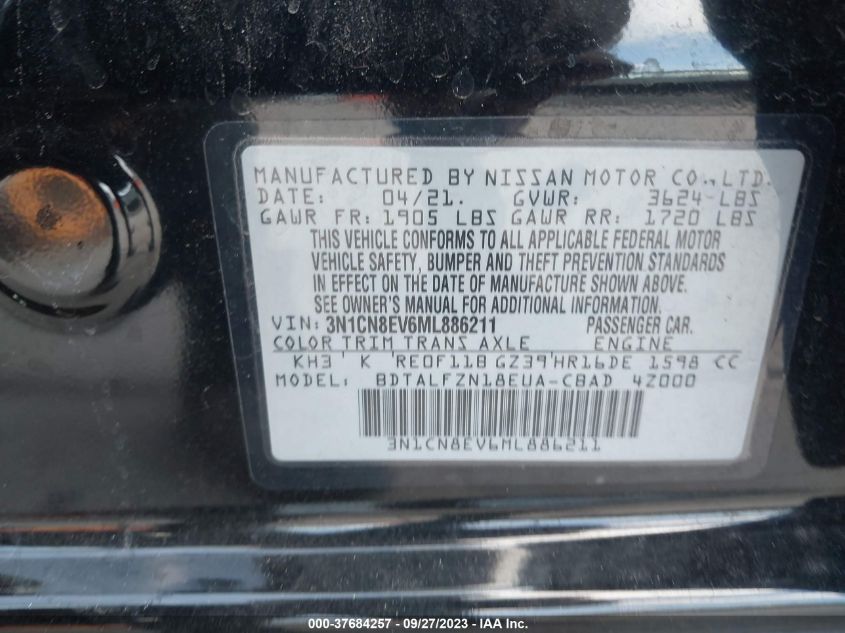 MANUFACTURED BY NISSAN MOTOR CO., LTD.
DATE: 04/21. GVWR: 3624-LBS
GAWR FR: 1905 LBS GAWR RR: 1720 LBS
THIS VEHICLE CONFORMS TO ALL APPLICABLE FEDERAL MOTOR
VEHICLE SAFETY, BUMPER AND THEFT PREVENTION STANDARDS
IN EFFECT ON THE DATE OF MANUFACTURE SHOWN ABOVE.
SEE OWNER'S MANUAL FOR ADDITIONAL INFORMATION.
VIN: 3N1CN8EV6ML886211 PASSENGER CAR.
COLOR TRIM TRANS AXLE ENGINE
KH3 K RE0F11B GZ39 HR16DE 1598 CC
MODEL: BDTALFZN18EUA-CBAD 4Z000
3N1CN8EV6ML886211
000-37684257 - 09/27/2023 - IAA Inc.